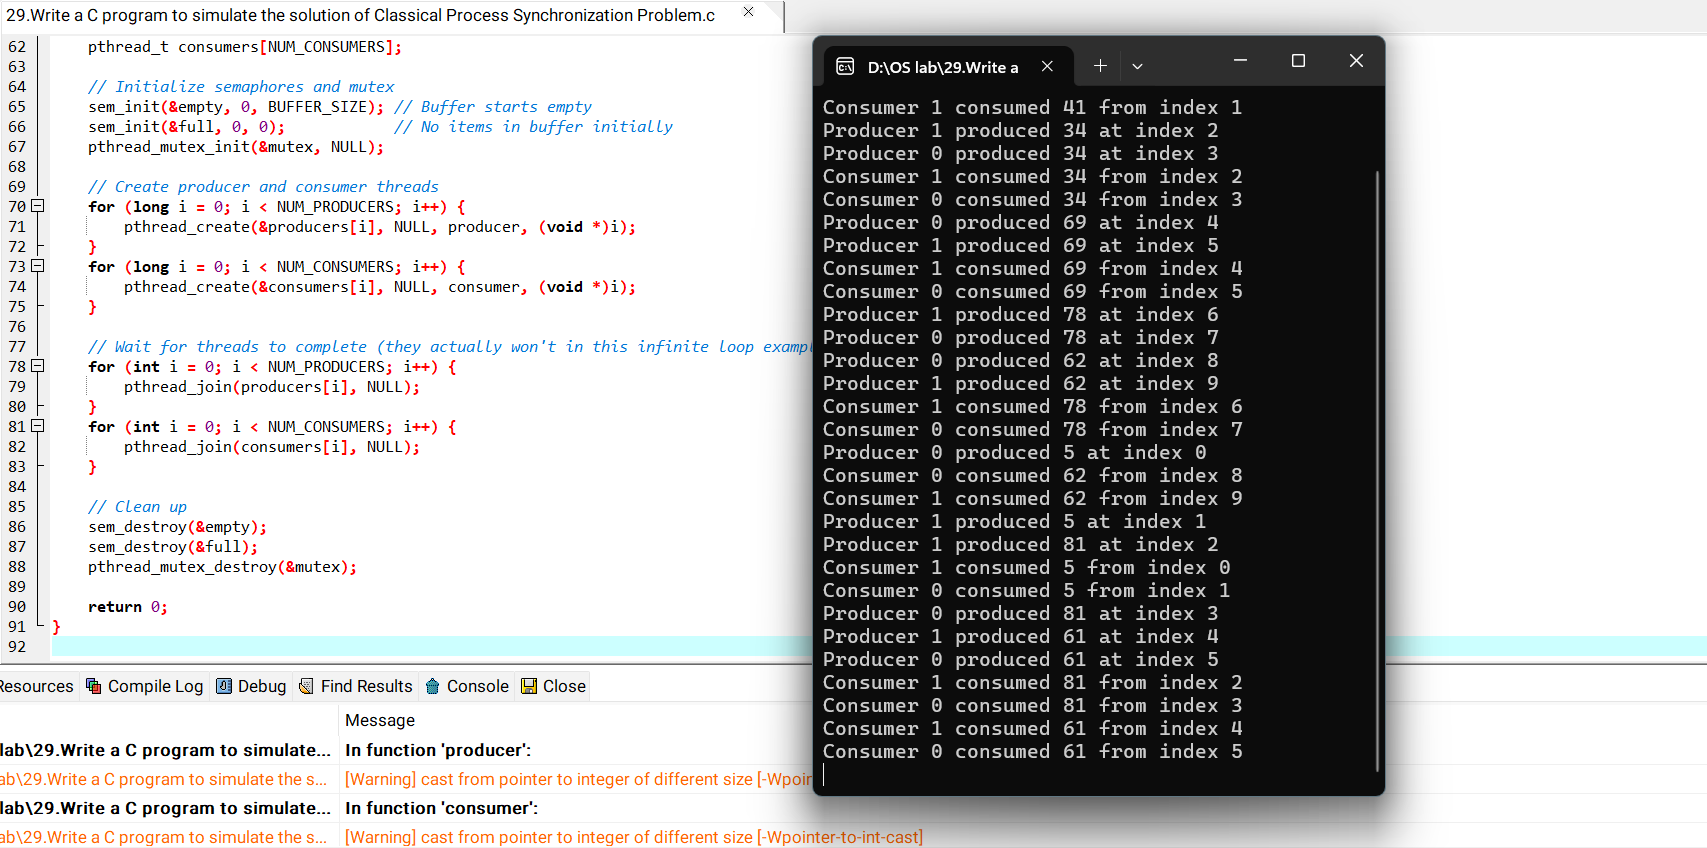 29.Write a C program to simulate the solution of Classical Process Synchronization Problem.c
62 pthread_t consumers[NUM_CONSUMERS];
63
64 // Initialize semaphores and mutex
65 sem_init(&empty, 0, BUFFER_SIZE); // Buffer starts empty
66 sem_init(&full, 0, 0); // No items in buffer initially
67 pthread_mutex_init(&mutex, NULL);
68
69 // Create producer and consumer threads
70 for (long i = 0; i < NUM_PRODUCERS; i++) {
71 pthread_create(&producers[i], NULL, producer, (void *)i);
72 }
73 for (long i = 0; i < NUM_CONSUMERS; i++) {
74 pthread_create(&consumers[i], NULL, consumer, (void *)i);
75 }
76
77 // Wait for threads to complete (they actually won't in this infinite loop exampl
78 for (int i = 0; i < NUM_PRODUCERS; i++) {
79 pthread_join(producers[i], NULL);
80 }
81 for (int i = 0; i < NUM_CONSUMERS; i++) {
82 pthread_join(consumers[i], NULL);
83 }
84
85 // Clean up
86 sem_destroy(&empty);
87 sem_destroy(&full);
88 pthread_mutex_destroy(&mutex);
89
90 return 0;
91 }
92
D:\OS lab\29.Write a
Consumer 1 consumed 41 from index 1
Producer 1 produced 34 at index 2
Producer 0 produced 34 at index 3
Consumer 1 consumed 34 from index 2
Consumer 0 consumed 34 from index 3
Producer 0 produced 69 at index 4
Producer 1 produced 69 at index 5
Consumer 1 consumed 69 from index 4
Consumer 0 consumed 69 from index 5
Producer 1 produced 78 at index 6
Producer 0 produced 78 at index 7
Producer 0 produced 62 at index 8
Producer 1 produced 62 at index 9
Consumer 1 consumed 78 from index 6
Consumer 0 consumed 78 from index 7
Producer 0 produced 5 at index 0
Consumer 0 consumed 62 from index 8
Consumer 1 consumed 62 from index 9
Producer 1 produced 5 at index 1
Producer 1 produced 81 at index 2
Consumer 1 consumed 5 from index 0
Consumer 0 consumed 5 from index 1
Producer 0 produced 81 at index 3
Producer 1 produced 61 at index 4
Producer 0 produced 61 at index 5
Consumer 1 consumed 81 from index 2
Consumer 0 consumed 81 from index 3
Consumer 1 consumed 61 from index 4
Consumer 0 consumed 61 from index 5
Resources Compile Log Debug Find Results Console Close
Message
lab\29.Write a C program to simulate... In function 'producer':
ab\29.Write a C program to simulate the s... [Warning] cast from pointer to integer of different size [-Wpoin
lab\29.Write a C program to simulate... In function 'consumer':
ab\29.Write a C program to simulate the s... [Warning] cast from pointer to integer of different size [-Wpointer-to-int-cast]